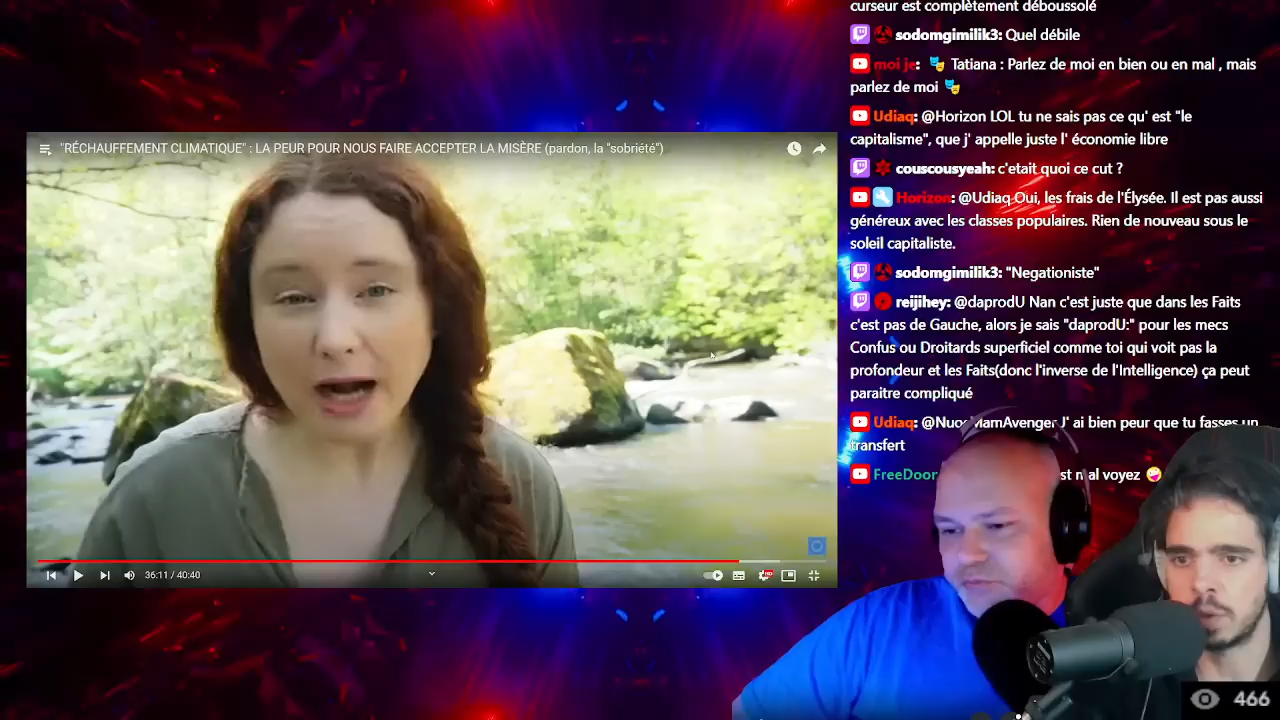 "RÉCHAUFFEMENT CLIMATIQUE" : LA PEUR POUR NOUS FAIRE ACCEPTER LA MISÈRE (pardon, la "sobriété")
36:11 / 40:40
curseur est complètement déboussolé
sodomgimilik3: Quel débile
moi je: 🎭 Tatiana : Parlez de moi en bien ou en mal , mais
parlez de moi 🎭
Udiaq: @Horizon LOL tu ne sais pas ce qu' est "le
capitalisme", que j' appelle juste l' économie libre
couscousyeah: c'etait quoi ce cut ?
Horizon: @Udiaq Oui, les frais de l'Élysée. Il est pas aussi
généreux avec les classes populaires. Rien de nouveau sous le
soleil capitaliste.
sodomgimilik3: "Negationiste"
reijihey: @daprodU Nan c'est juste que dans les Faits
c'est pas de Gauche, alors je sais "daprodU:" pour les mecs
Confus ou Droitards superficiel comme toi qui voit pas la
profondeur et les Faits(donc l'inverse de l'Intelligence) ça peut
paraitre compliqué
Udiaq: J' ai bien peur que tu fasses un
transfert
FreeDoor voyez 🤪
466